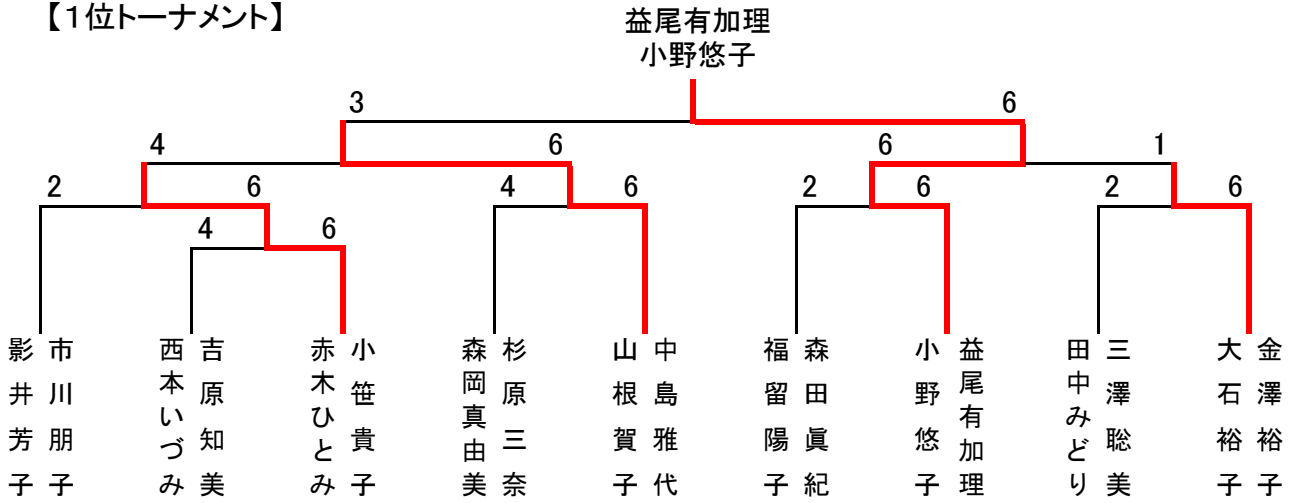 【１位トーナメント】
益尾有加理
小野悠子
3 6
4 6 6 1
2 6 4 6 2 6 2 6
4 6
市川朋子
影井芳子
吉原知美
西本いづみ
小笹貴子
赤木ひとみ
杉原三奈
森岡真由美
中島雅代
山根賀子
森田眞紀
福留陽子
益尾有加理
小野悠子
三澤聡美
田中みどり
金澤裕子
大石裕子